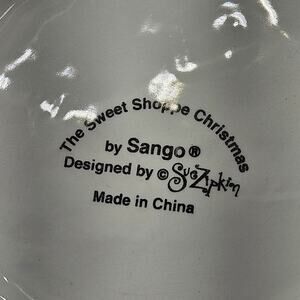 The Sweet Shoppe Christmas
by Sango®
Designed by © Sue Zipkin
Made in China